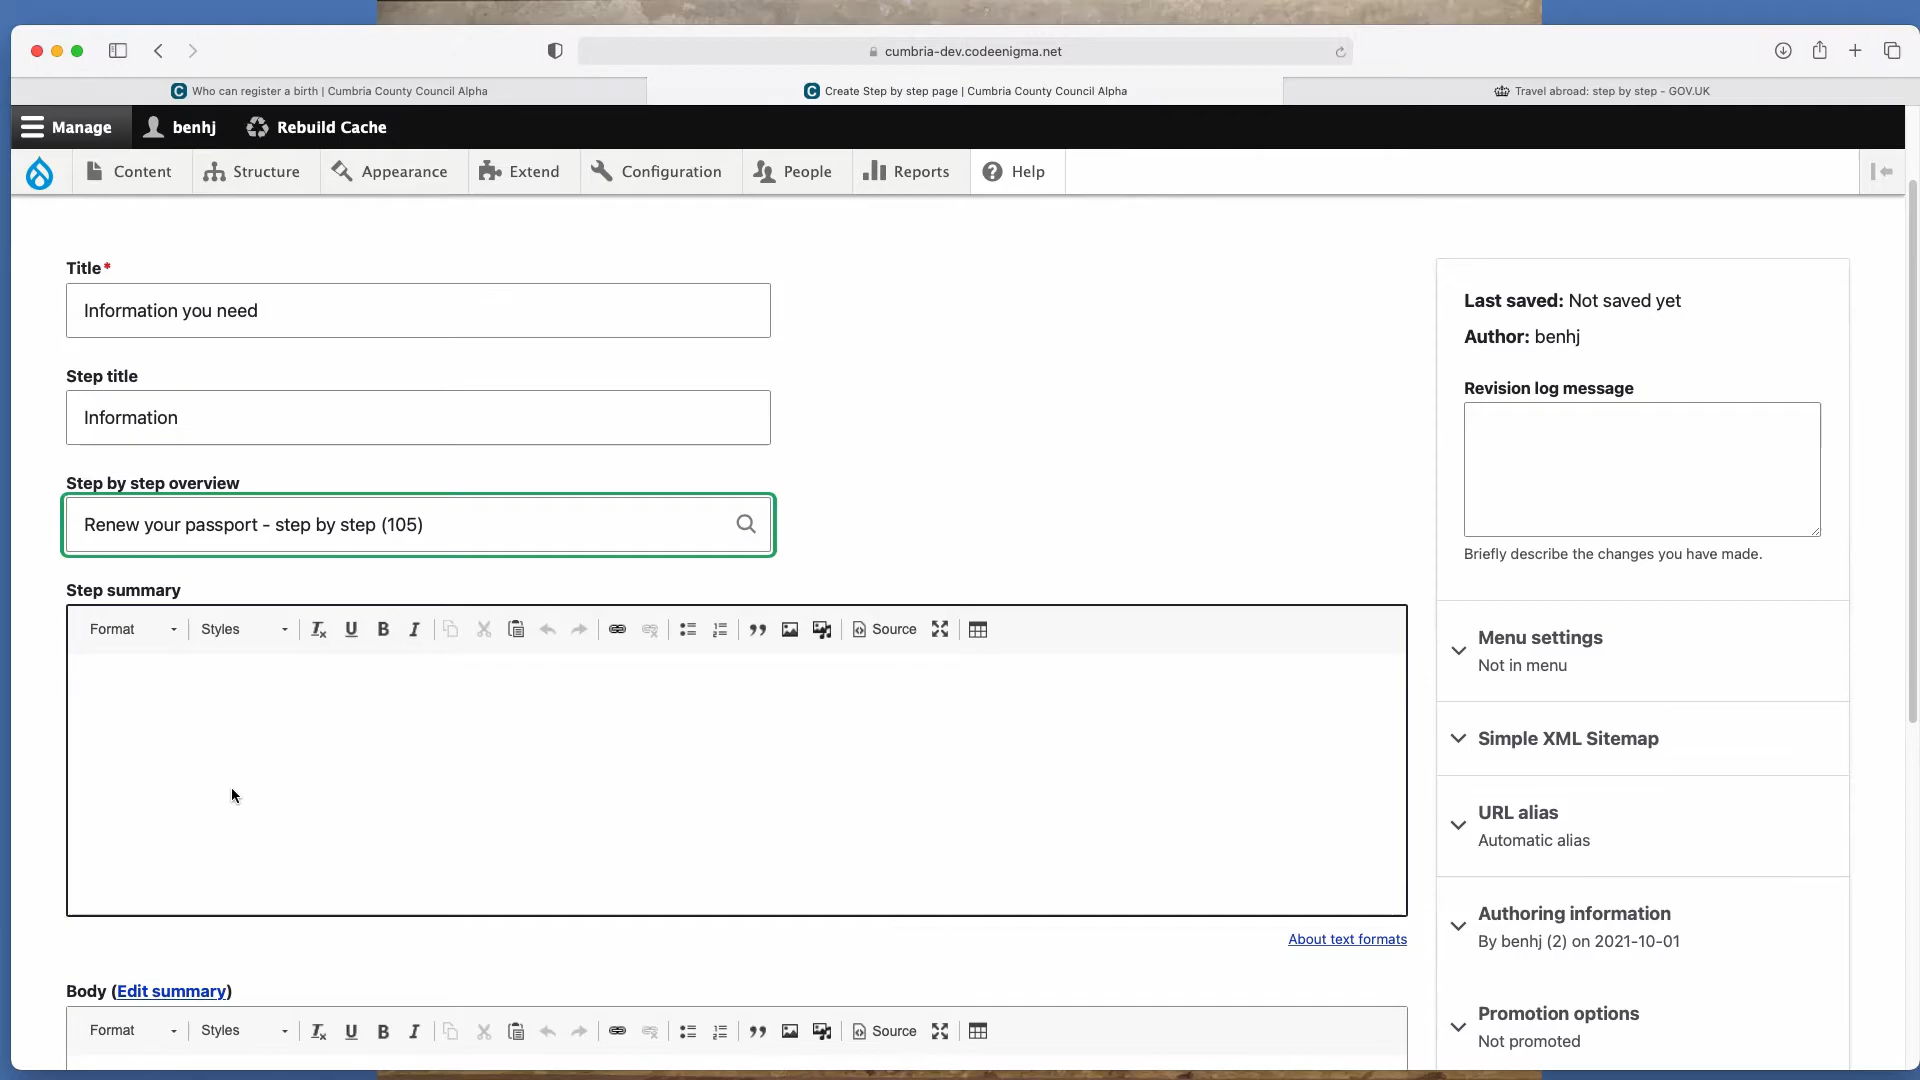 cumbria-dev.codeenigma.net
Who can register a birth | Cumbria County Council Alpha
Create Step by step page | Cumbria County Council Alpha
Travel abroad: step by step - GOV.UK
Manage
benhj
Rebuild Cache
Content
Structure
Appearance
Extend
Configuration
People
Reports
Help
Title*
Information you need
Step title
Information
Step by step overview
Renew your passport - step by step (105)
Step summary
Format
Styles
Source
About text formats
Body (Edit summary)
Format
Styles
Source
Last saved: Not saved yet
Author: benhj
Revision log message
Briefly describe the changes you have made.
Menu settings
Not in menu
Simple XML Sitemap
URL alias
Automatic alias
Authoring information
By benhj (2) on 2021-10-01
Promotion options
Not promoted